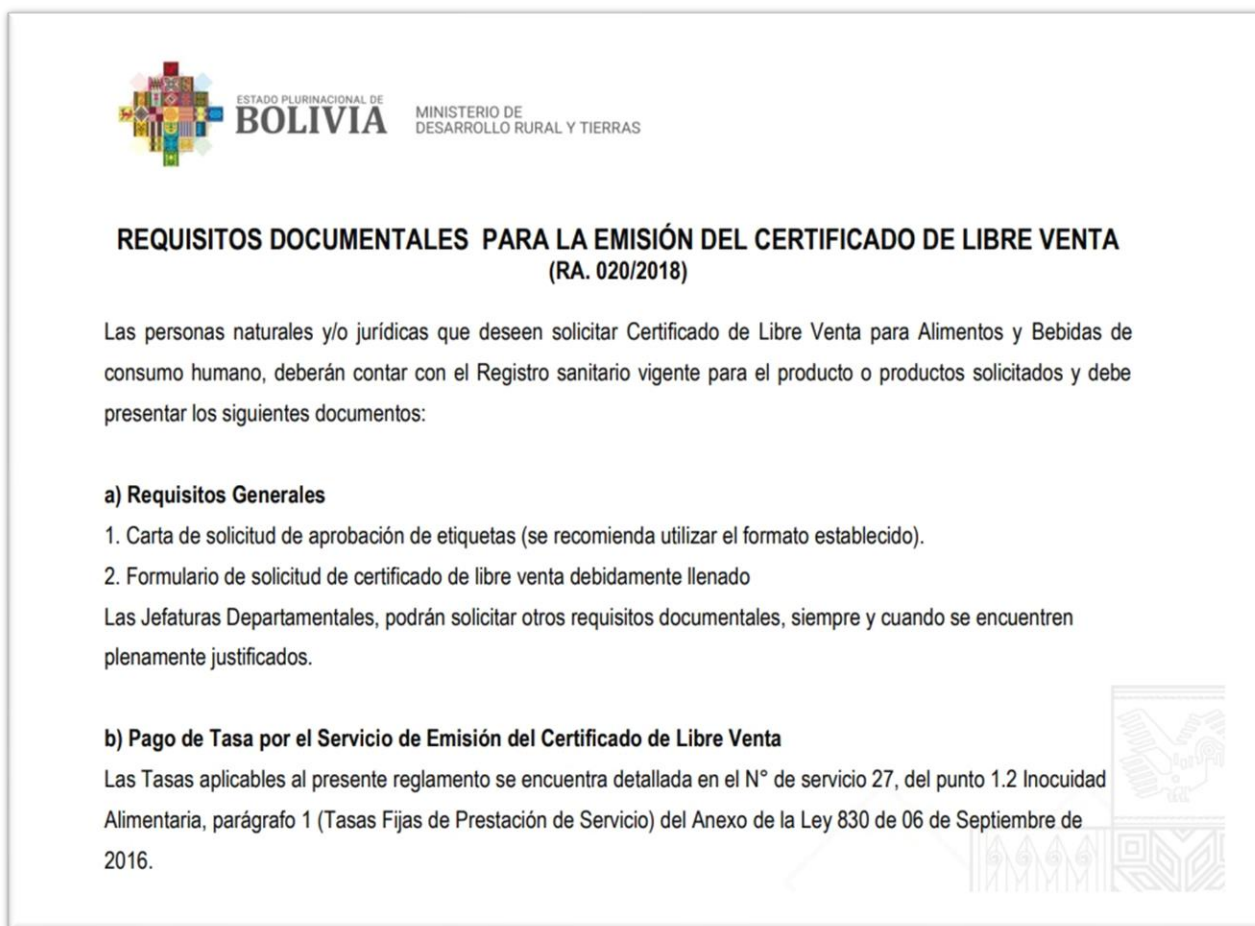 ESTADO PLURINACIONAL DE
BOLIVIA
MINISTERIO DE
DESARROLLO RURAL Y TIERRAS
REQUISITOS DOCUMENTALES PARA LA EMISIÓN DEL CERTIFICADO DE LIBRE VENTA
(RA. 020/2018)
Las personas naturales y/o jurídicas que deseen solicitar Certificado de Libre Venta para Alimentos y Bebidas de
consumo humano, deberán contar con el Registro sanitario vigente para el producto o productos solicitados y debe
presentar los siguientes documentos:
a) Requisitos Generales
1. Carta de solicitud de aprobación de etiquetas (se recomienda utilizar el formato establecido).
2. Formulario de solicitud de certificado de libre venta debidamente llenado
Las Jefaturas Departamentales, podrán solicitar otros requisitos documentales, siempre y cuando se encuentren
plenamente justificados.
b) Pago de Tasa por el Servicio de Emisión del Certificado de Libre Venta
Las Tasas aplicables al presente reglamento se encuentra detallada en el N° de servicio 27, del punto 1.2 Inocuidad
Alimentaria, parágrafo 1 (Tasas Fijas de Prestación de Servicio) del Anexo de la Ley 830 de 06 de Septiembre de
2016.